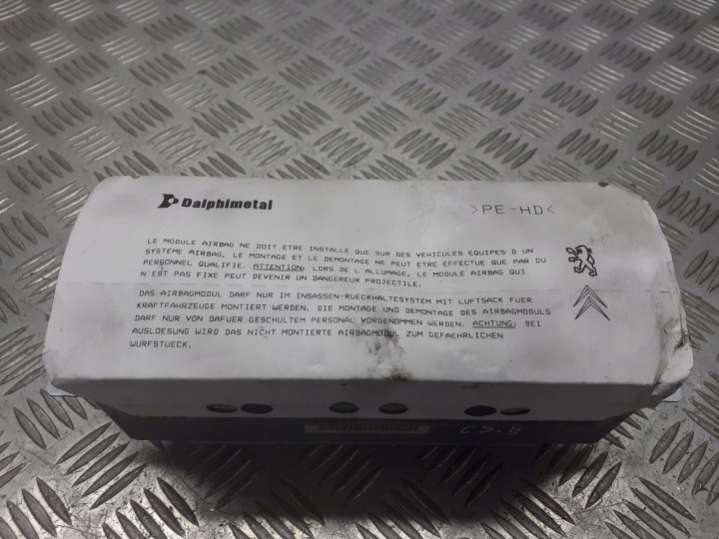 Dalphimetal
>PE-HD<
LE MODULE AIRBAG NE DOIT ETRE INSTALLE QUE SUR DES VEHICULES EQUIPES D UN
SYSTEME AIRBAG, LE MONTAGE ET LE DEMONTAGE NE PEUT ETRE EFFECTUE QUE PAR DU
PERSONNEL QUALIFIE. ATTENTION: LORS DE L ALLUMAGE, LE MODULE AIRBAG QUI
N EST PAS FIXE PEUT DEVENIR UN DANGEREUX PROJECTILE.
DAS AIRBAGMODUL DARF NUR IM INSASSEN-RUECKHALTESYSTEM MIT LUFTSACK FUER
KRAFTFAHRZEUGE MONTIERT WERDEN. DIE MONTAGE UND DEMONTAGE DES AIRBAGMODULS
DARF NUR VON DAFUER GESCHULTEM PERSONAL VORGENOMMEN WERDEN. ACHTUNG: BEI
AUSLOESUNG WIRD DAS NICHT MONTIERTE AIRBAGMODUL ZUM GEFAEHRLICHEN
WURFSTUECK.